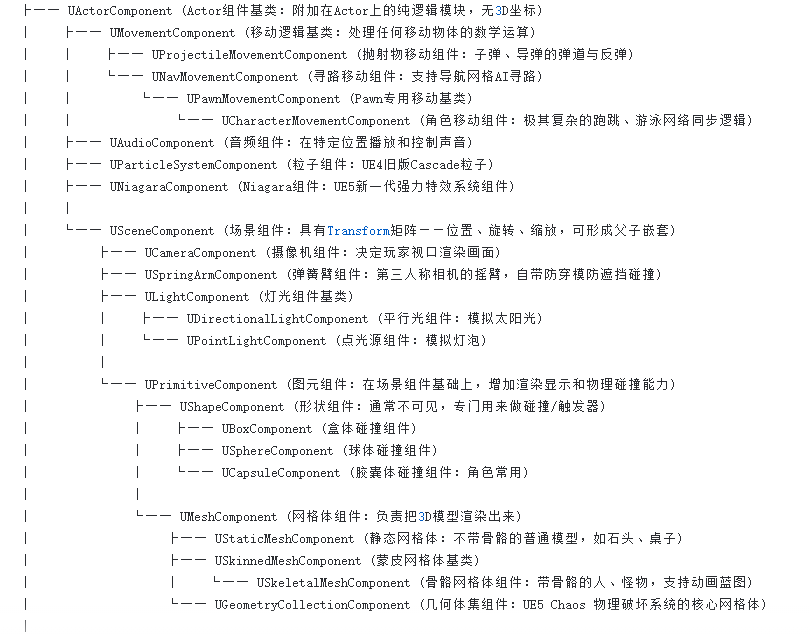 ├── UActorComponent (Actor组件基类: 附加在Actor上的纯逻辑模块, 无3D坐标)
│   ├── UMovementComponent (移动逻辑基类: 处理任何移动物体的数学运算)
│   │   ├── UProjectileMovementComponent (抛射物移动组件: 子弹、导弹的弹道与反弹)
│   │   └── UNavMovementComponent (寻路移动组件: 支持导航网格AI寻路)
│   │       └── UPawnMovementComponent (Pawn专用移动基类)
│   │           └── UCharacterMovementComponent (角色移动组件: 极其复杂的跑跳、游泳网络同步逻辑)
│   ├── UAudioComponent (音频组件: 在特定位置播放和控制声音)
│   ├── UParticleSystemComponent (粒子组件: UE4旧版Cascade粒子)
│   ├── UNiagaraComponent (Niagara组件: UE5新一代强力特效系统组件)
│   │
│   └── USceneComponent (场景组件: 具有Transform矩阵——位置、旋转、缩放, 可形成父子嵌套)
│       ├── UCameraComponent (摄像机组件: 决定玩家视口渲染画面)
│       ├── USpringArmComponent (弹簧臂组件: 第三人称相机的摇臂, 自带防穿模防遮挡碰撞)
│       ├── ULightComponent (灯光组件基类)
│       │   ├── UDirectionalLightComponent (平行光组件: 模拟太阳光)
│       │   └── UPointLightComponent (点光源组件: 模拟灯泡)
│       │
│       └── UPrimitiveComponent (图元组件: 在场景组件基础上, 增加渲染显示和物理碰撞能力)
│           ├── UShapeComponent (形状组件: 通常不可见, 专门用来做碰撞/触发器)
│           │   ├── UBoxComponent (盒体碰撞组件)
│           │   ├── USphereComponent (球体碰撞组件)
│           │   └── UCapsuleComponent (胶囊体碰撞组件: 角色常用)
│           │
│           └── UMeshComponent (网格体组件: 负责把3D模型渲染出来)
│               ├── UStaticMeshComponent (静态网格体: 不带骨骼的普通模型, 如石头、桌子)
│               ├── USkinnedMeshComponent (蒙皮网格体基类)
│               │   └── USkeletalMeshComponent (骨骼网格体组件: 带骨骼的人、怪物, 支持动画蓝图)
│               └── UGeometryCollectionComponent (几何体集组件: UE5 Chaos 物理破坏系统的核心网格体)
│